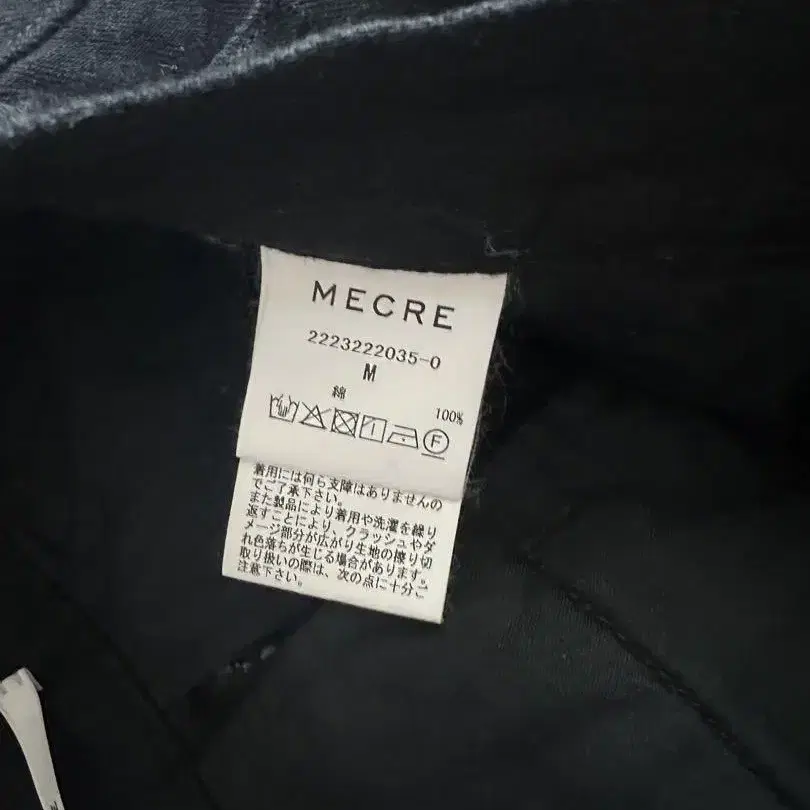 MECRE
2223222035-0
M
綿 100%
F
着用には何ら支障はありませんの
でご了承下さい。
また製品により着用や洗濯を繰り
返すことにより、クラッシュやダ
メージ部分が広がり生地の擦り切
れ色落ちが生じる場合があります。
取り扱いの際は、次の点に十分ご
注意下さい。